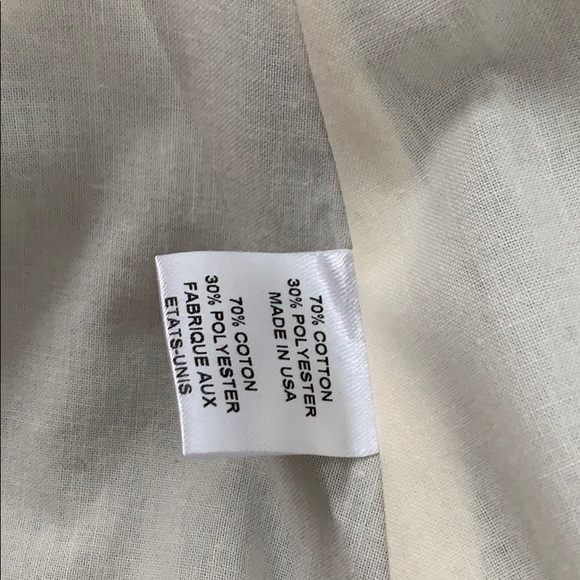 70% COTTON
30% POLYESTER
MADE IN USA
70% COTON
30% POLYESTER
FABRIQUE AUX
ETATS-UNIS